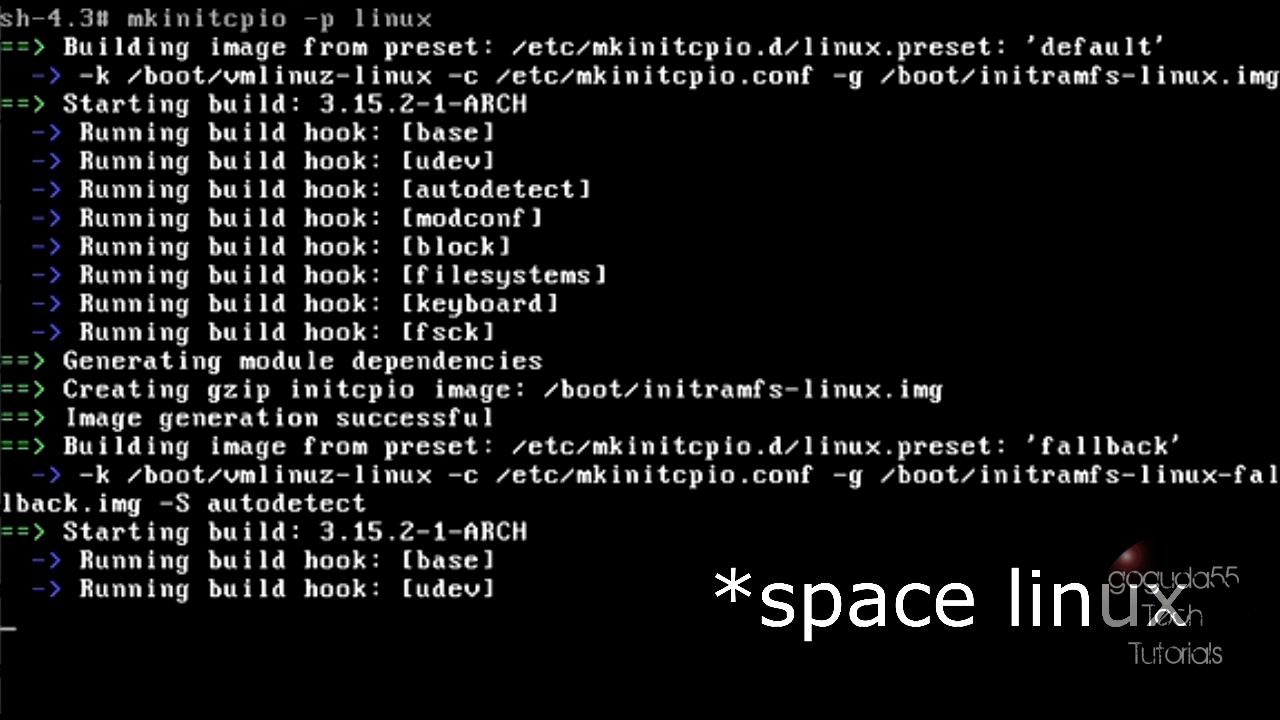 sh-4.3# mkinitcpio -p linux
==> Building image from preset: /etc/mkinitcpio.d/linux.preset: 'default'
  -> -k /boot/vmlinuz-linux -c /etc/mkinitcpio.conf -g /boot/initramfs-linux.img
==> Starting build: 3.15.2-1-ARCH
  -> Running build hook: [base]
  -> Running build hook: [udev]
  -> Running build hook: [autodetect]
  -> Running build hook: [modconf]
  -> Running build hook: [block]
  -> Running build hook: [filesystems]
  -> Running build hook: [keyboard]
  -> Running build hook: [fsck]
==> Generating module dependencies
==> Creating gzip initcpio image: /boot/initramfs-linux.img
==> Image generation successful
==> Building image from preset: /etc/mkinitcpio.d/linux.preset: 'fallback'
  -> -k /boot/vmlinuz-linux -c /etc/mkinitcpio.conf -g /boot/initramfs-linux-fal
lback.img -S autodetect
==> Starting build: 3.15.2-1-ARCH
  -> Running build hook: [base]
  -> Running build hook: [udev]
_
*space linux
goguda55
Tech
Tutorials